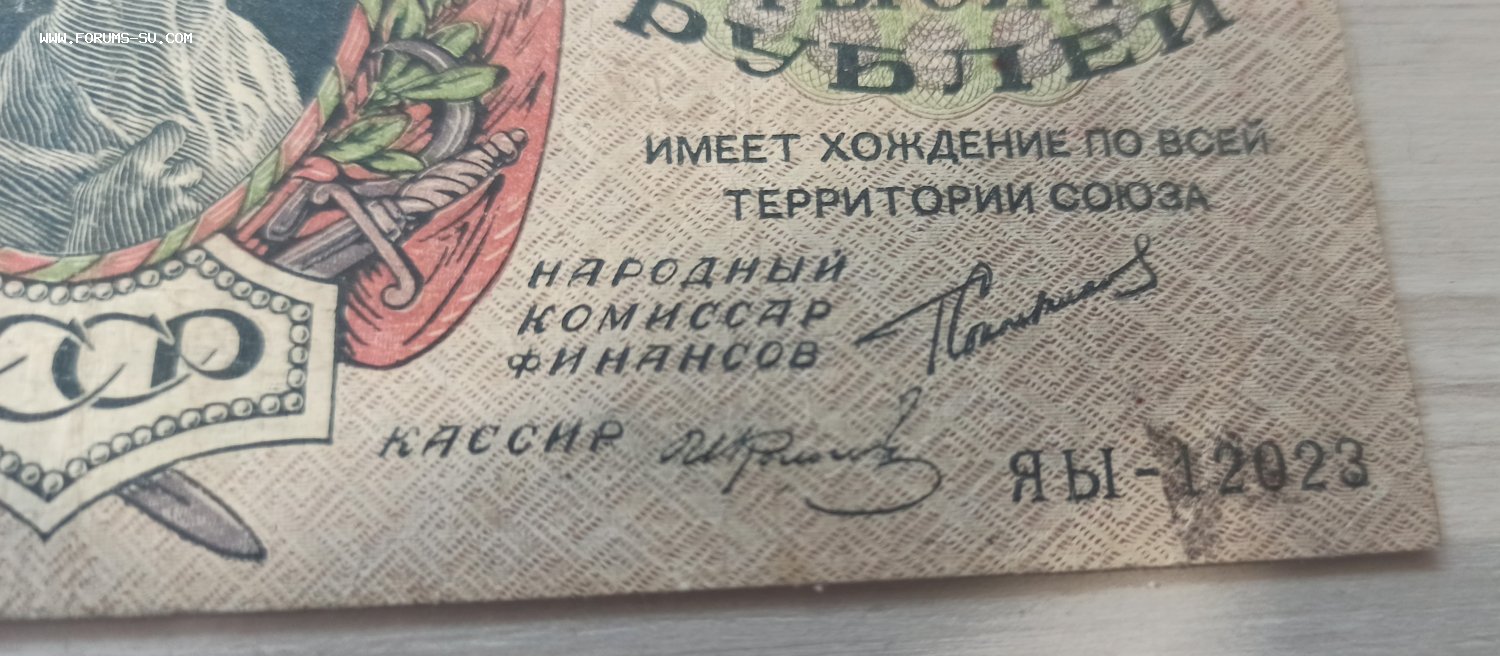 WWW.FORUMS-SU.COM
РУБЛЕЙ
ИМЕЕТ ХОЖДЕНИЕ ПО ВСЕЙ
ТЕРРИТОРИИ СОЮЗА
НАРОДНЫЙ
КОМИССАР
ФИНАНСОВ
КАССИР
ЯЫ-12023